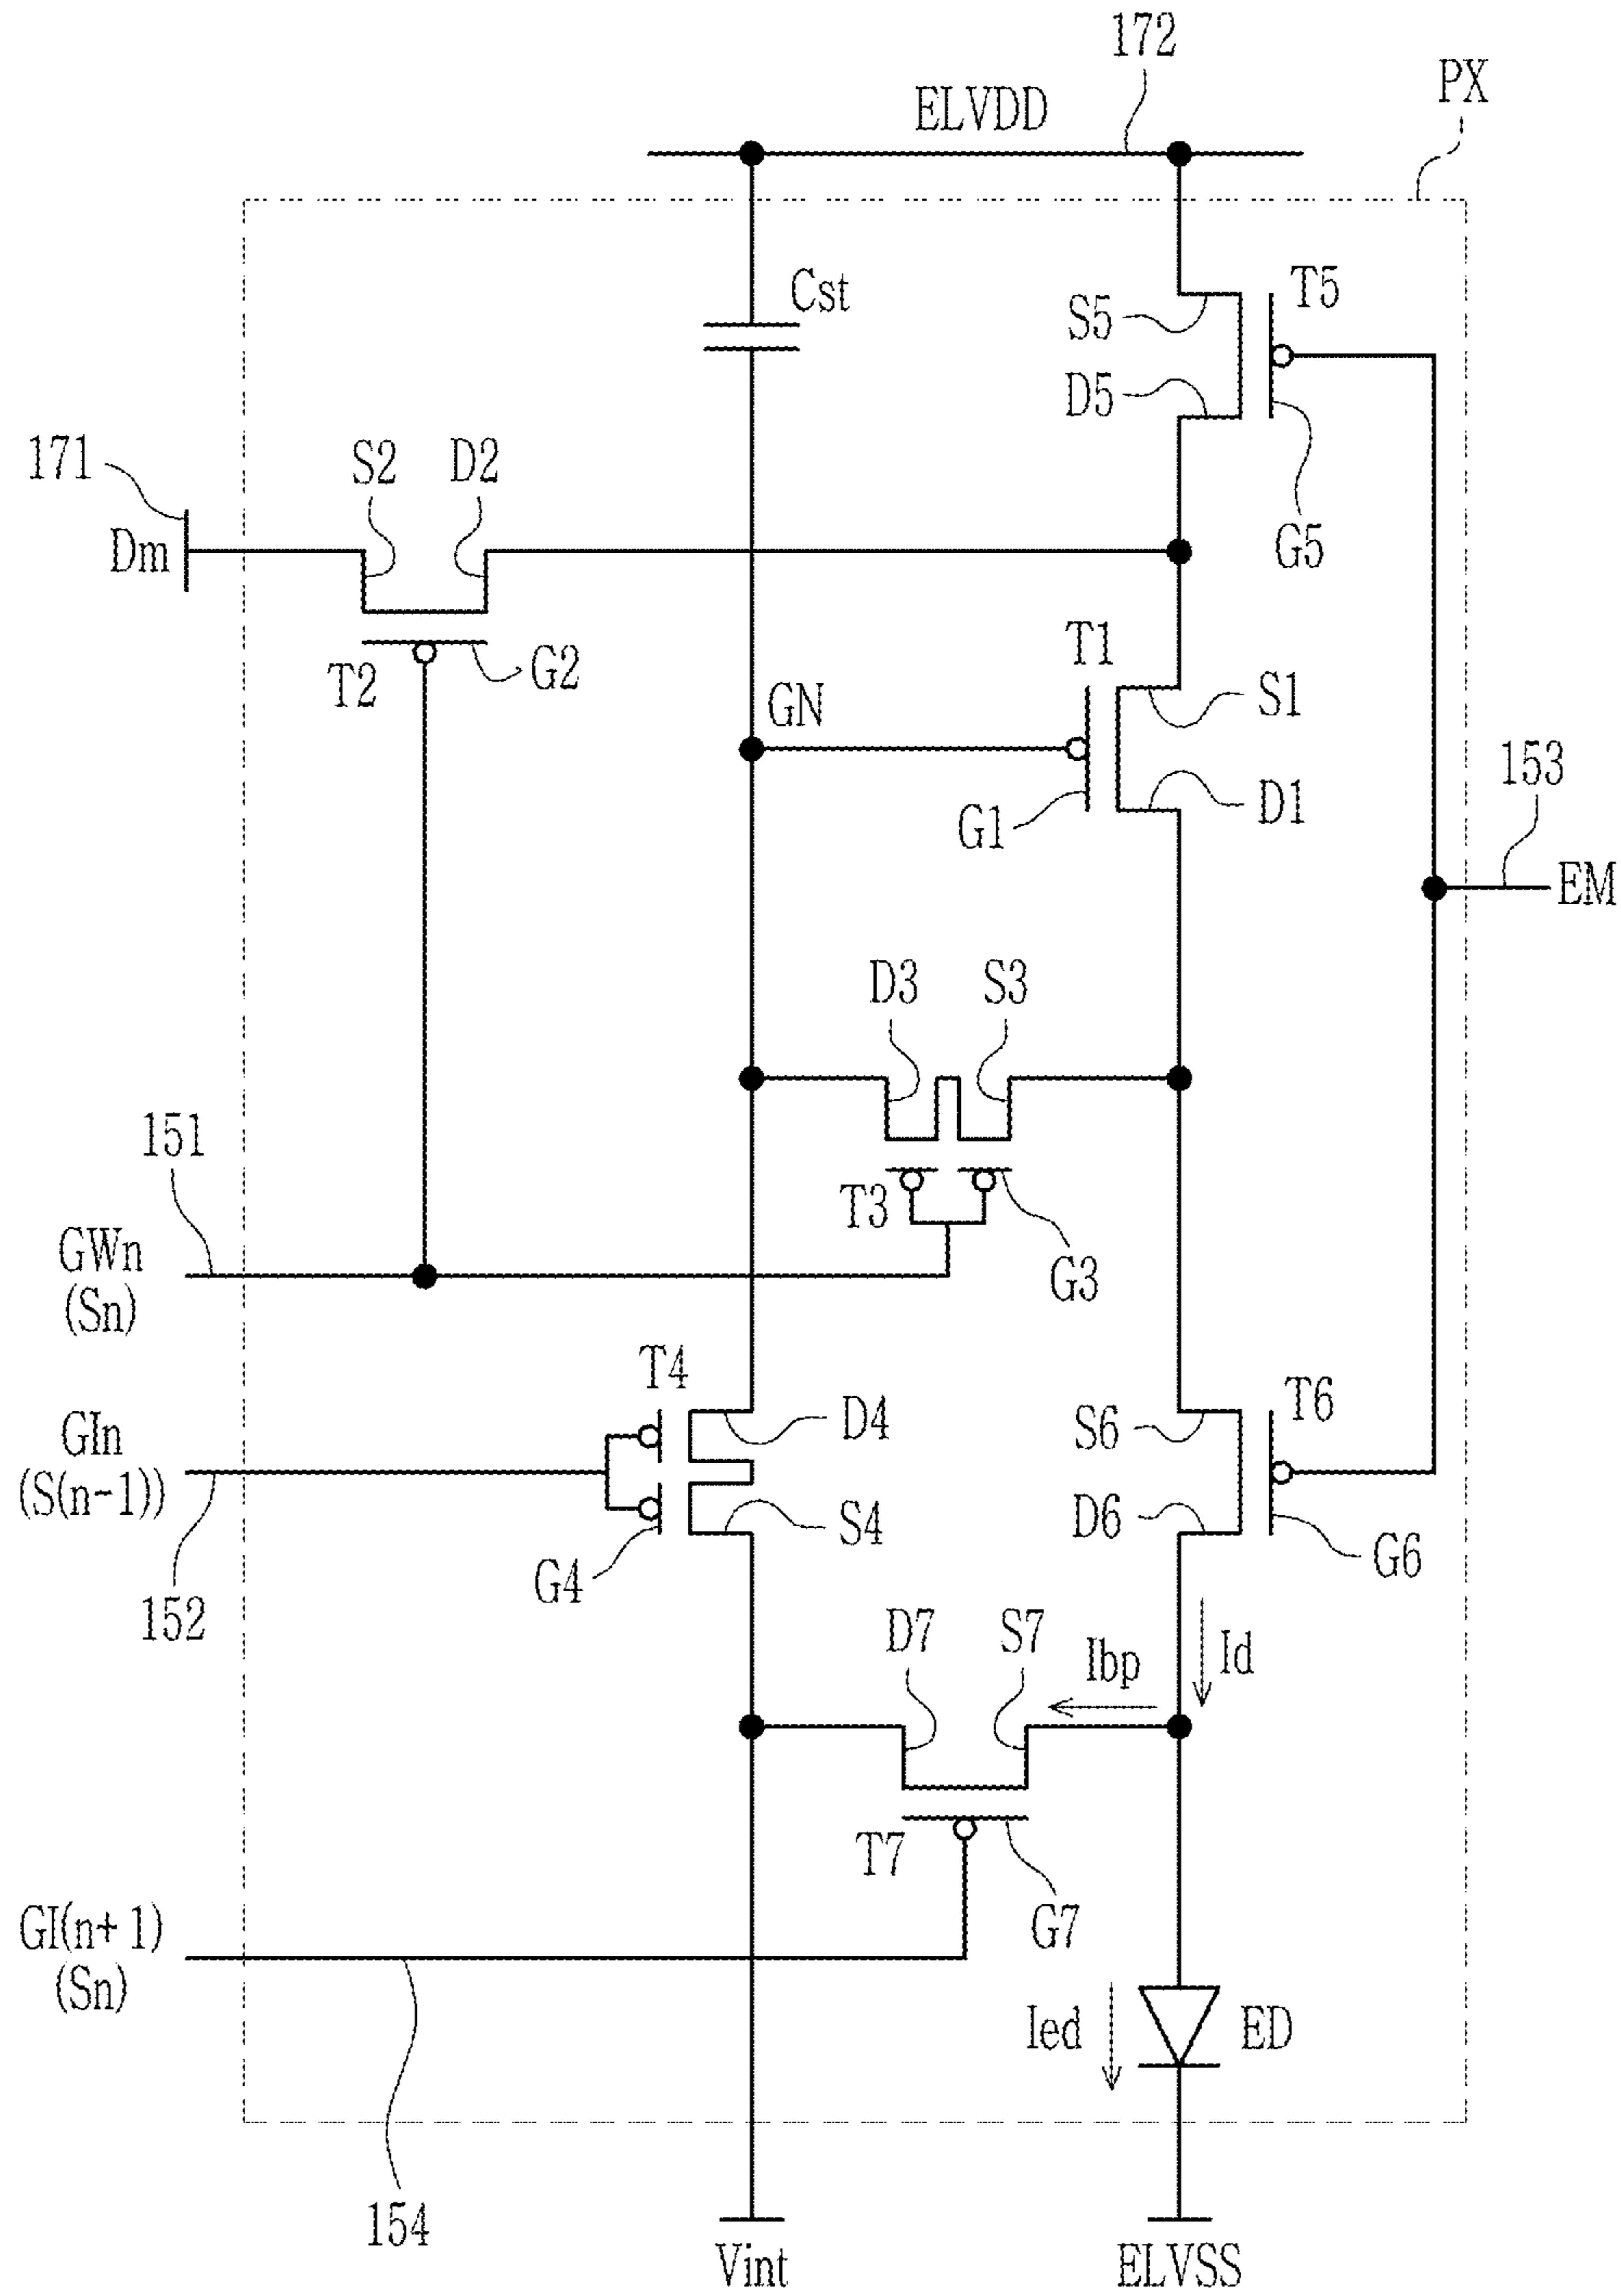 172
PX
ELVDD
Cst
T5
S5
D5
171
S2
D2
Dm
G5
T1
T2
G2
GN
S1
153
D1
G1
EM
D3
S3
151
T3
GWn
G3
(Sn)
T4
T6
GIn
D4
S6
(S(n-1))
S4
D6
G4
G6
152
D7
S7
Ibp
Id
T7
GI(n+1)
G7
(Sn)
Ied
ED
154
Vint
ELVSS